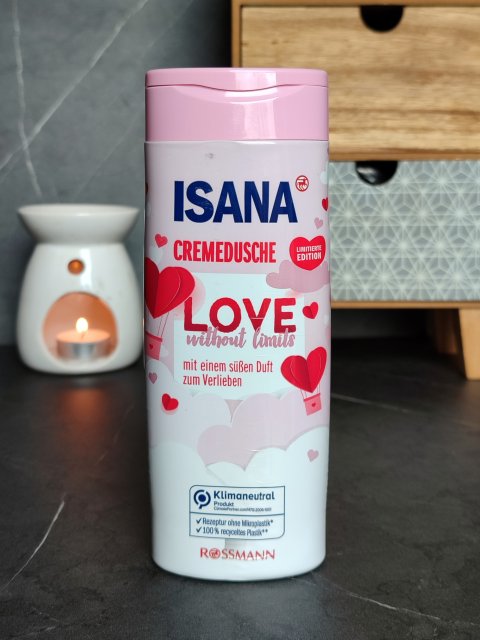 ISANA
CREMEDUSCHE
LIMITIERTE
EDITION
LOVE
without limits
mit einem süßen Duft
zum Verlieben
Klimaneutral
Produkt
✓ Rezeptur ohne Mikroplastik*
✓ 100% recyceltes Plastik**
ROSSMANN